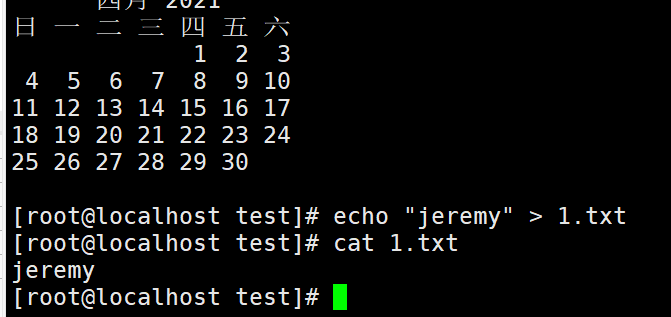 四月 2021
日 一 二 三 四 五 六
1 2 3
4 5 6 7 8 9 10
11 12 13 14 15 16 17
18 19 20 21 22 23 24
25 26 27 28 29 30
[root@localhost test]# echo "jeremy" > 1.txt
[root@localhost test]# cat 1.txt
jeremy
[root@localhost test]#